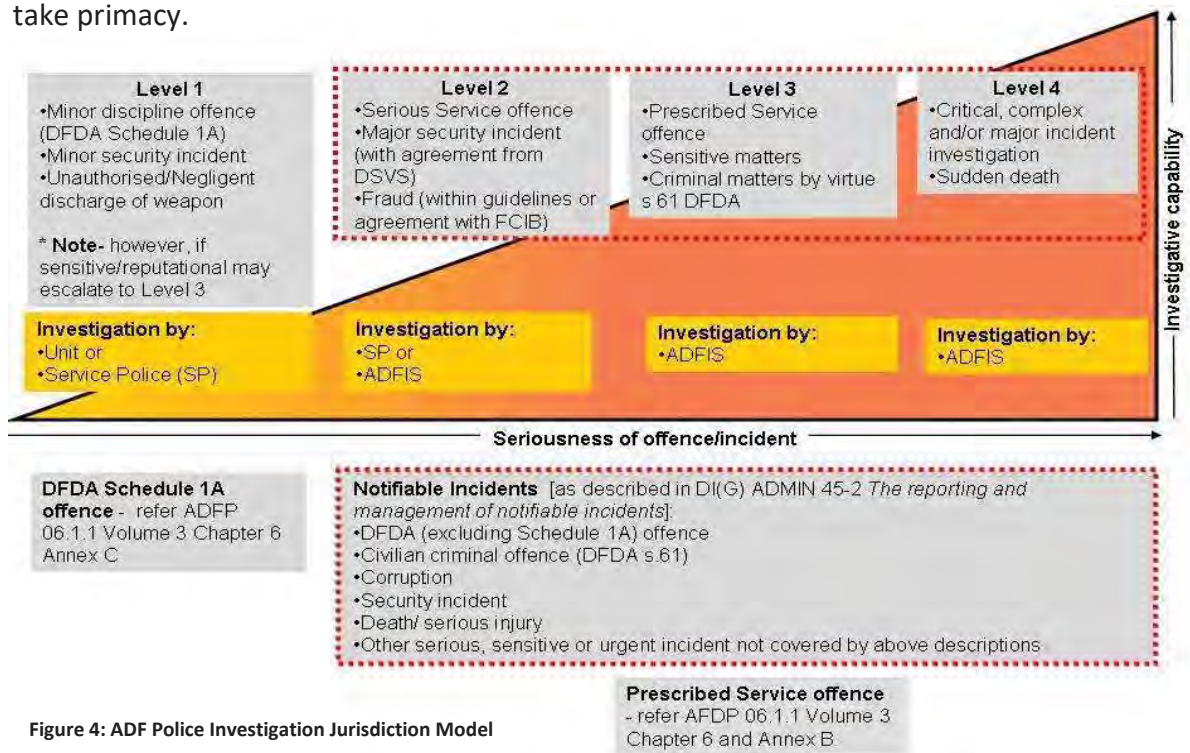 take primacy.
Level 1
•Minor discipline offence
(DFDA Schedule 1A)
•Minor security incident
•Unauthorised/Negligent
discharge of weapon
* Note- however, if
sensitive/reputational may
escalate to Level 3
Level 2
•Serious Service offence
•Major security incident
(with agreement from
DSVS)
•Fraud (within guidelines or
agreement with FCIB)
Level 3
•Prescribed Service
offence
•Sensitive matters
•Criminal matters by virtue
s 61 DFDA
Level 4
•Critical, complex
and/or major incident
investigation
•Sudden death
Investigative capability
Investigation by:
•Unit or
•Service Police (SP)
Investigation by:
•SP or
•ADFIS
Investigation by:
•ADFIS
Investigation by:
•ADFIS
Seriousness of offence/incident
DFDA Schedule 1A
offence - refer ADFP
06.1.1 Volume 3 Chapter 6
Annex C
Notifiable Incidents [as described in DI(G) ADMIN 45-2 The reporting and
management of notifiable incidents]:
•DFDA (excluding Schedule 1A) offence
•Civilian criminal offence (DFDA s.61)
•Corruption
•Security incident
•Death/ serious injury
•Other serious, sensitive or urgent incident not covered by above descriptions
Prescribed Service offence
- refer AFDP 06.1.1 Volume 3
Chapter 6 and Annex B
Figure 4: ADF Police Investigation Jurisdiction Model